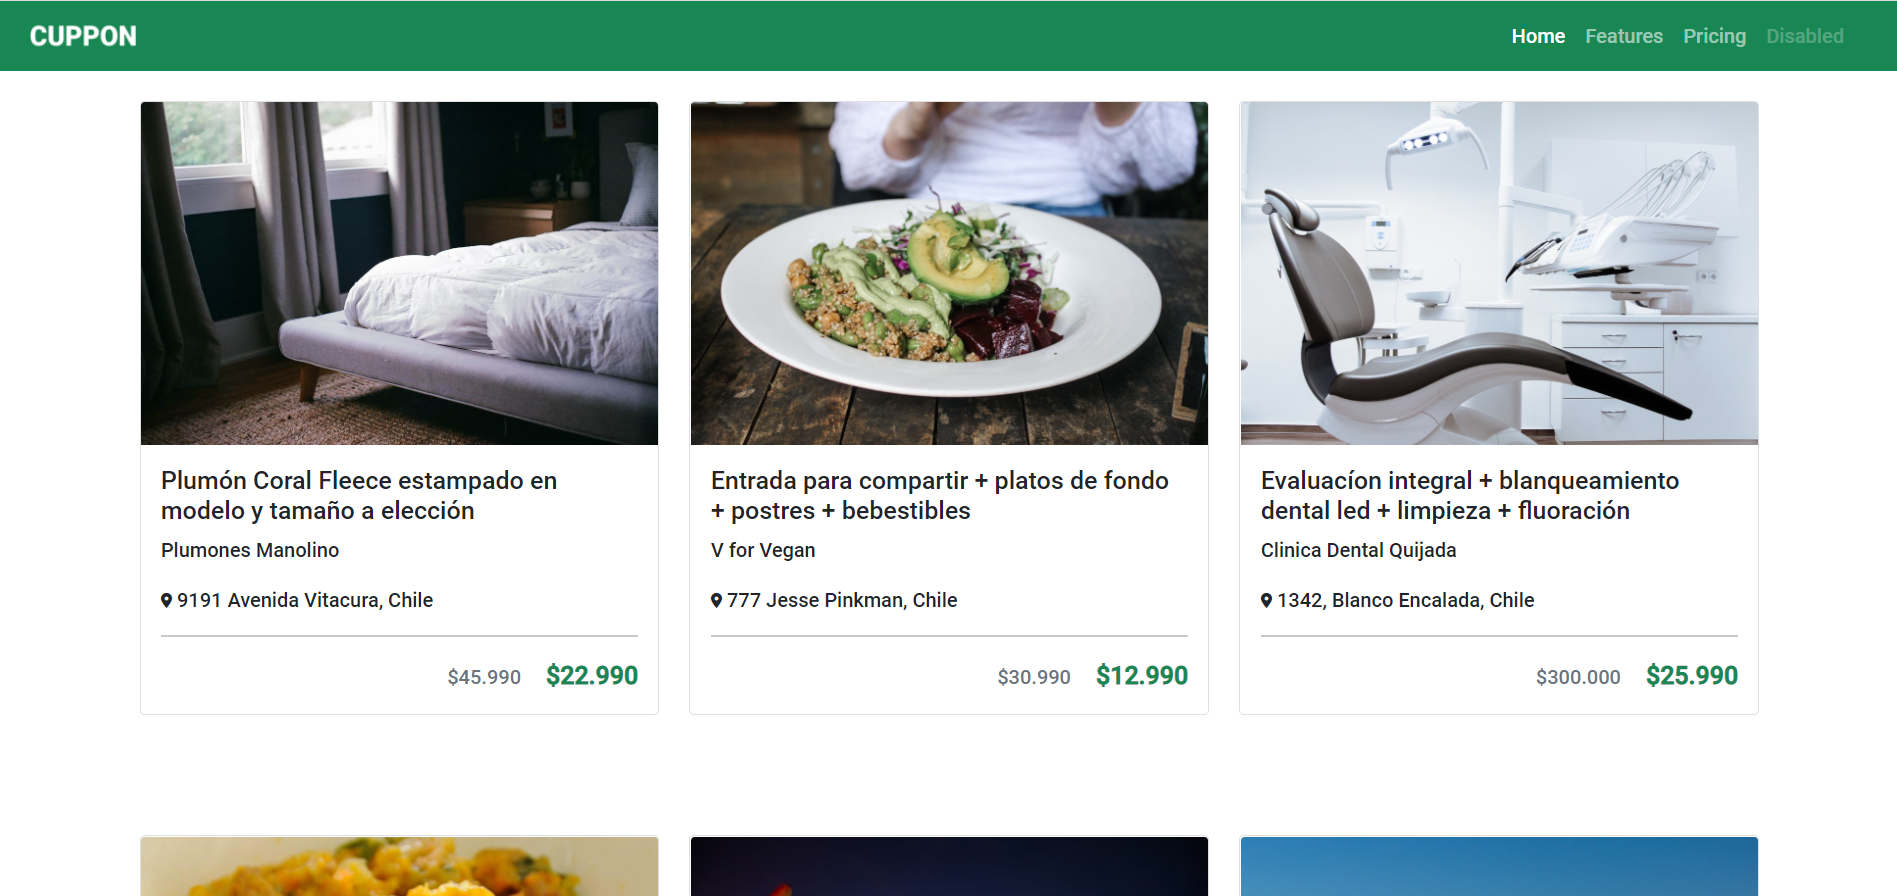 CUPPON
Home Features Pricing Disabled
Plumón Coral Fleece estampado en
modelo y tamaño a elección
Plumones Manolino
9191 Avenida Vitacura, Chile
$45.990 $22.990
Entrada para compartir + platos de fondo
+ postres + bebestibles
V for Vegan
777 Jesse Pinkman, Chile
$30.990 $12.990
Evaluacíon integral + blanqueamiento
dental led + limpieza + fluoración
Clinica Dental Quijada
1342, Blanco Encalada, Chile
$300.000 $25.990